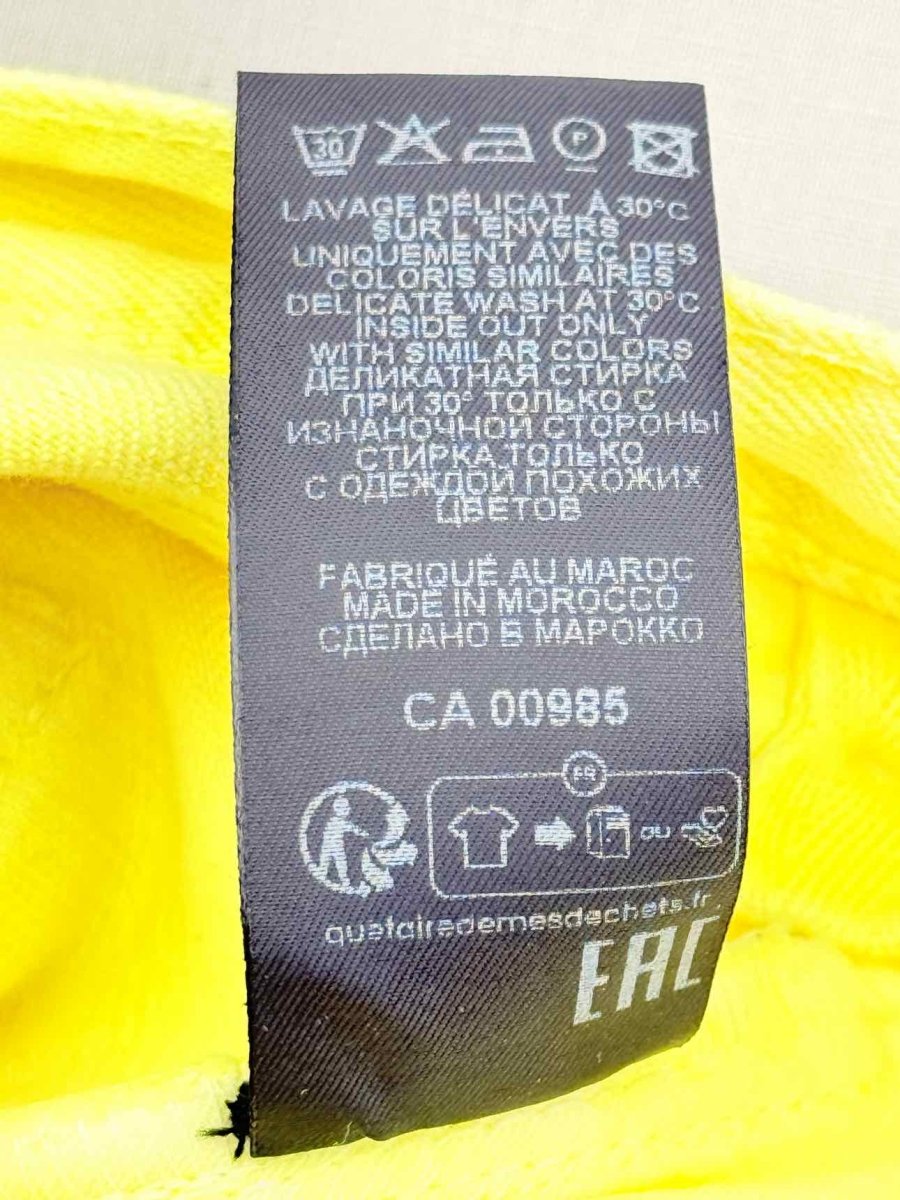 30
P
LAVAGE DÉLICAT À 30°C
SUR L'ENVERS
UNIQUEMENT AVEC DES
COLORIS SIMILAIRES
DELICATE WASH AT 30°C
INSIDE OUT ONLY
WITH SIMILAR COLORS
ДЕЛИКАТНАЯ СТИРКА
ПРИ 30° ТОЛЬКО С
ИЗНАНОЧНОЙ СТОРОНЫ
СТИРКА ТОЛЬКО
С ОДЕЖДОЙ ПОХОЖИХ
ЦВЕТОВ
FABRIQUÉ AU MAROC
MADE IN MOROCCO
СДЕЛАНО В МАРОККО
CA 00985
FR
ou
quefairedemesdechets.fr
EAC